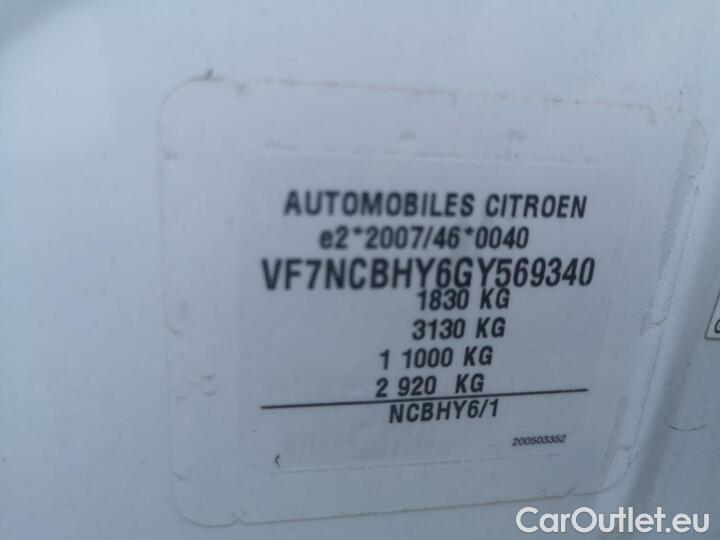 AUTOMOBILES CITROEN
e2*2007/46*0040
VF7NCBHY6GY569340
1830 KG
3130 KG
1 1000 KG
2 920 KG
NCBHY6/1
200503352
CarOutlet.eu